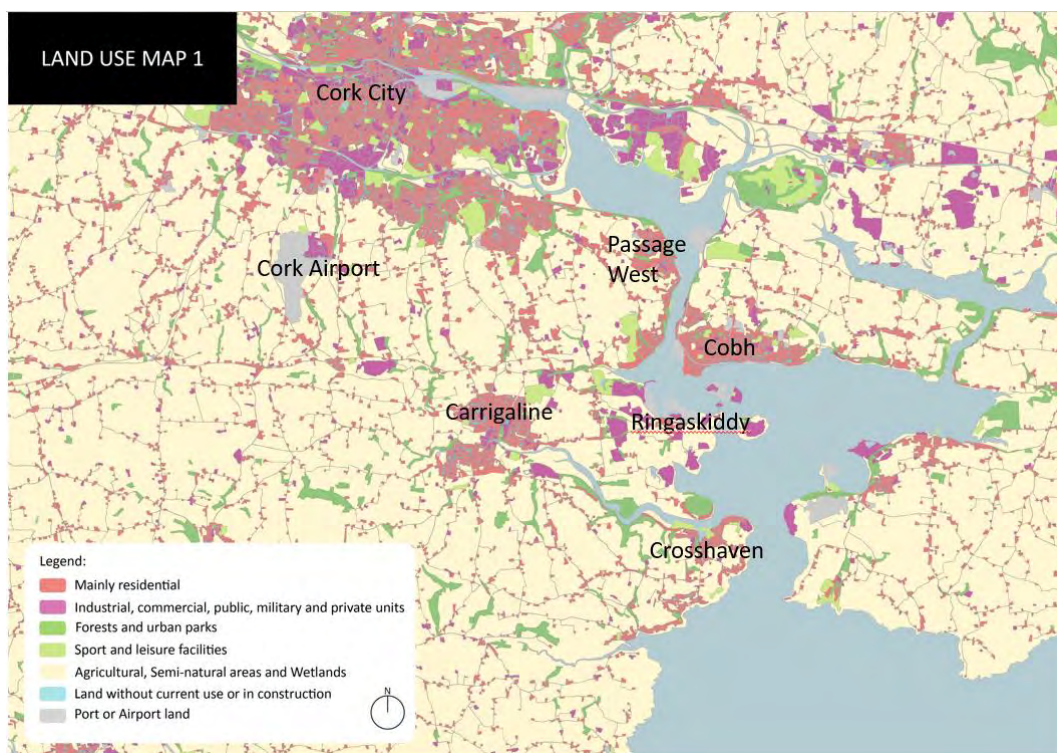 LAND USE MAP 1
Cork City
Passage
West
Cork Airport
Cobh
Carrigaline
Ringaskiddy
Crosshaven
Legend:
Mainly residential
Industrial, commercial, public, military and private units
Forests and urban parks
Sport and leisure facilities
Agricultural, Semi-natural areas and Wetlands
Land without current use or in construction
Port or Airport land
N